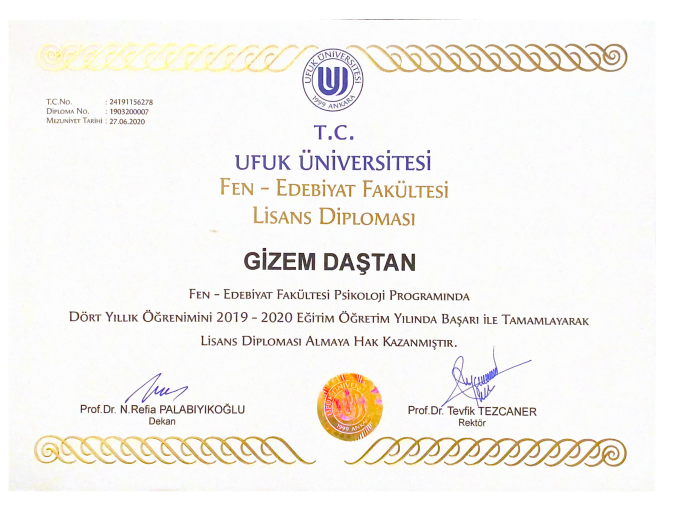 UFUK ÜNİVERSİTESİ
1999 ANKARA
T.C.No. : 24191156278
Diploma No. : 1903200007
Mezuniyet Tarihi : 27.06.2020
T.C.
UFUK ÜNİVERSİTESİ
Fen - Edebiyat Fakültesi
Lisans Diploması
GİZEM DAŞTAN
Fen - Edebiyat Fakültesi Psikoloji Programında
Dört Yıllık Öğrenimini 2019 - 2020 Eğitim Öğretim Yılında Başarı ile Tamamlayarak
Lisans Diploması Almaya Hak Kazanmıştır.
Prof.Dr. N.Refia PALABIYIKOĞLU
Dekan
1999 ANKARA
Prof.Dr. Tevfik TEZCANER
Rektör